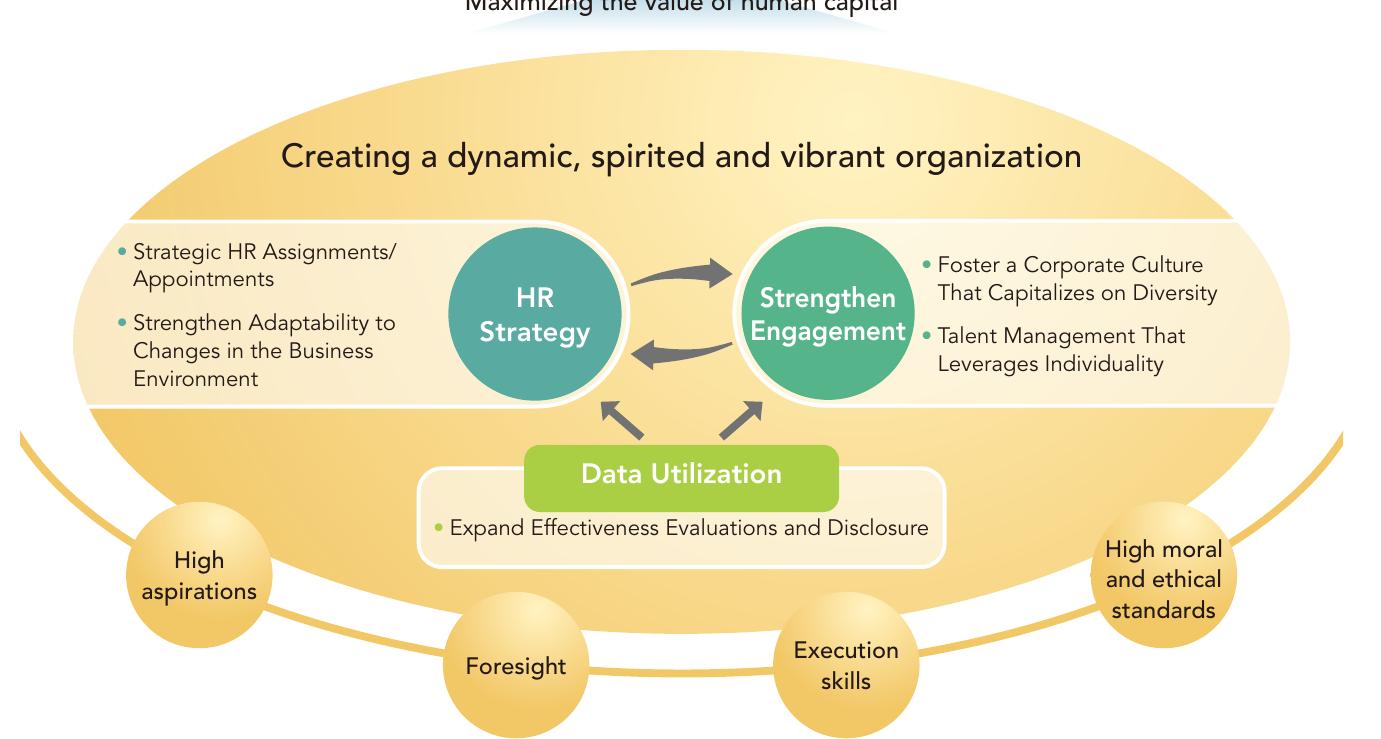 Maximizing the value of human capital
Creating a dynamic, spirited and vibrant organization
• Strategic HR Assignments/
Appointments
• Strengthen Adaptability to
Changes in the Business
Environment
HR
Strategy
Strengthen
Engagement
• Foster a Corporate Culture
That Capitalizes on Diversity
• Talent Management That
Leverages Individuality
Data Utilization
• Expand Effectiveness Evaluations and Disclosure
High
aspirations
Foresight
Execution
skills
High moral
and ethical
standards